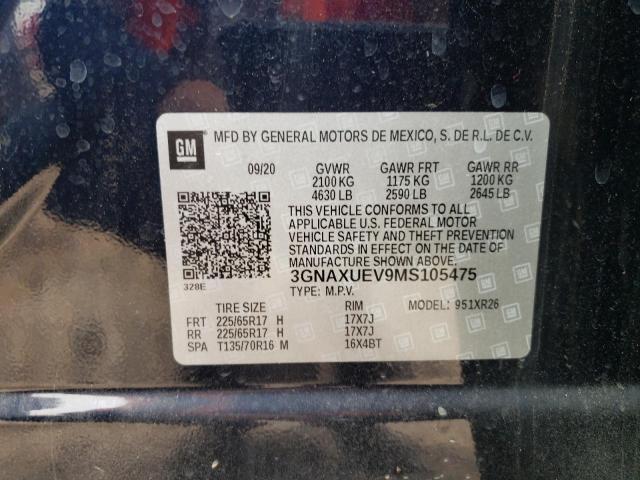 GM MFD BY GENERAL MOTORS DE MEXICO, S. DE R.L. DE C.V.
09/20 GVWR GAWR FRT GAWR RR
2100 KG 1175 KG 1200 KG
4630 LB 2590 LB 2645 LB
THIS VEHICLE CONFORMS TO ALL
APPLICABLE U.S. FEDERAL MOTOR
VEHICLE SAFETY AND THEFT PREVENTION
STANDARDS IN EFFECT ON THE DATE OF
MANUFACTURE SHOWN ABOVE.
3GNAXUEV9MS105475
328E TYPE: M.P.V.
TIRE SIZE RIM MODEL: 951XR26
FRT 225/65R17 H 17X7J
RR 225/65R17 H 17X7J
SPA T135/70R16 M 16X4BT